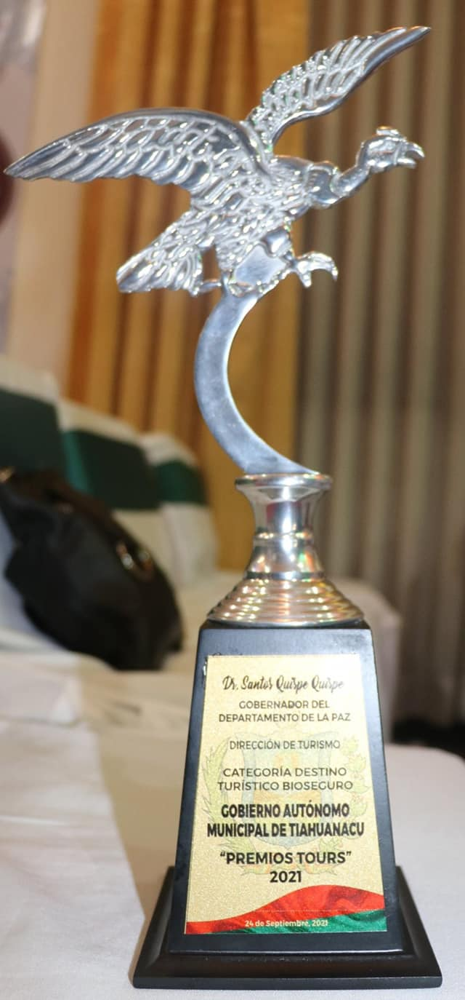 Dr. Santos Quispe Quispe
GOBERNADOR DEL
DEPARTAMENTO DE LA PAZ
DIRECCIÓN DE TURISMO
CATEGORÍA DESTINO
TURÍSTICO BIOSEGURO
GOBIERNO AUTÓNOMO
MUNICIPAL DE TIAHUANACU
“PREMIOS TOURS”
2021
24 de Septiembre, 2021